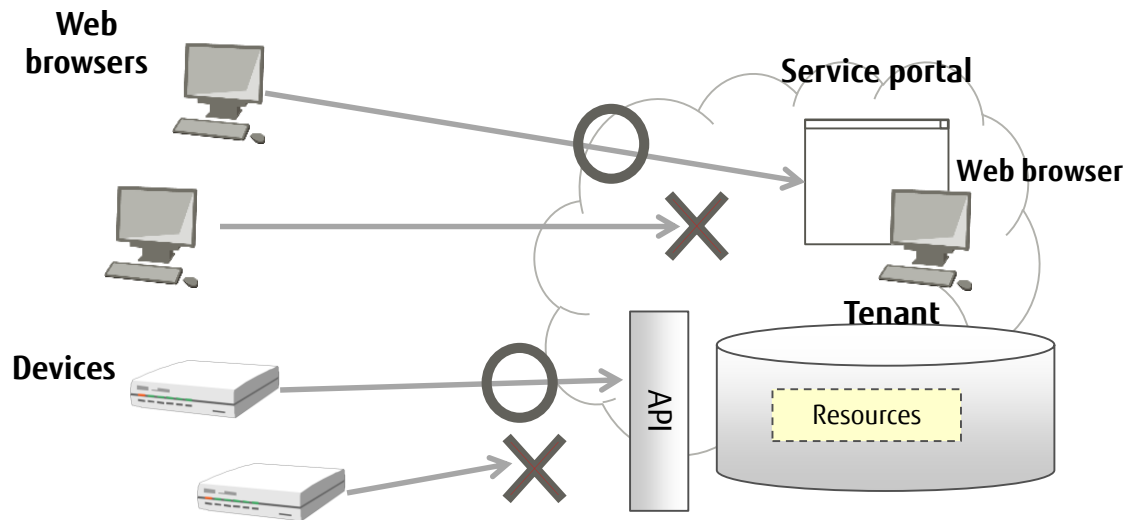 Web
browsers
Service portal
Web browser
Tenant
Devices
API
Resources